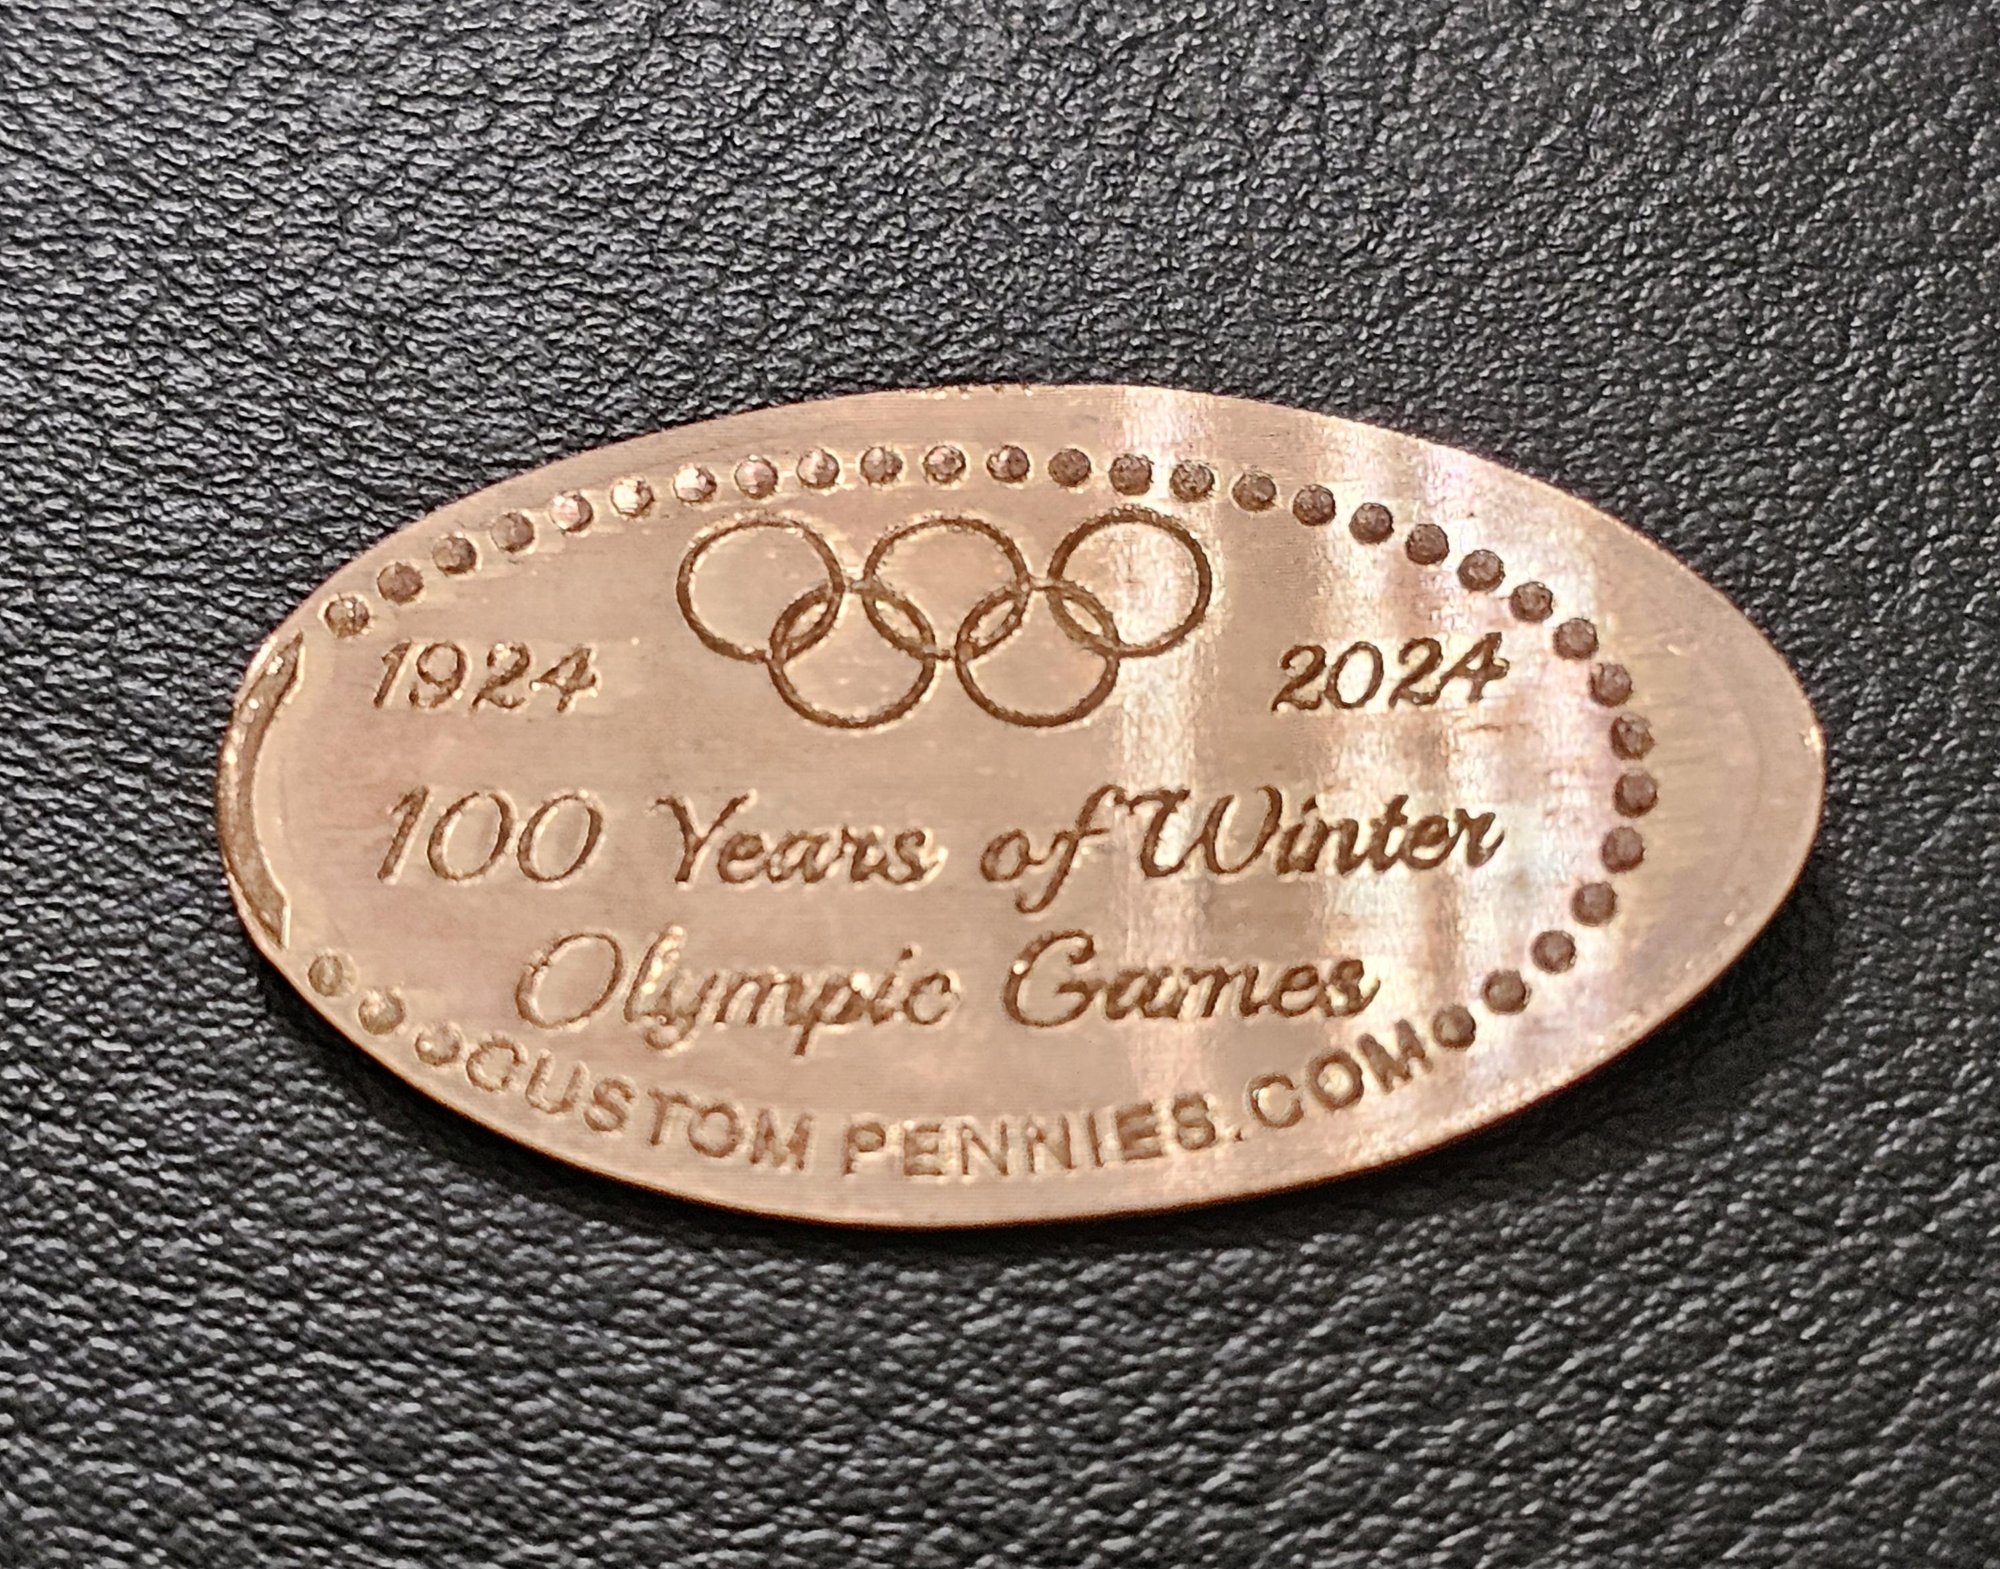 1924 2024
100 Years of Winter
Olympic Games
CUSTOM PENNIES.COM